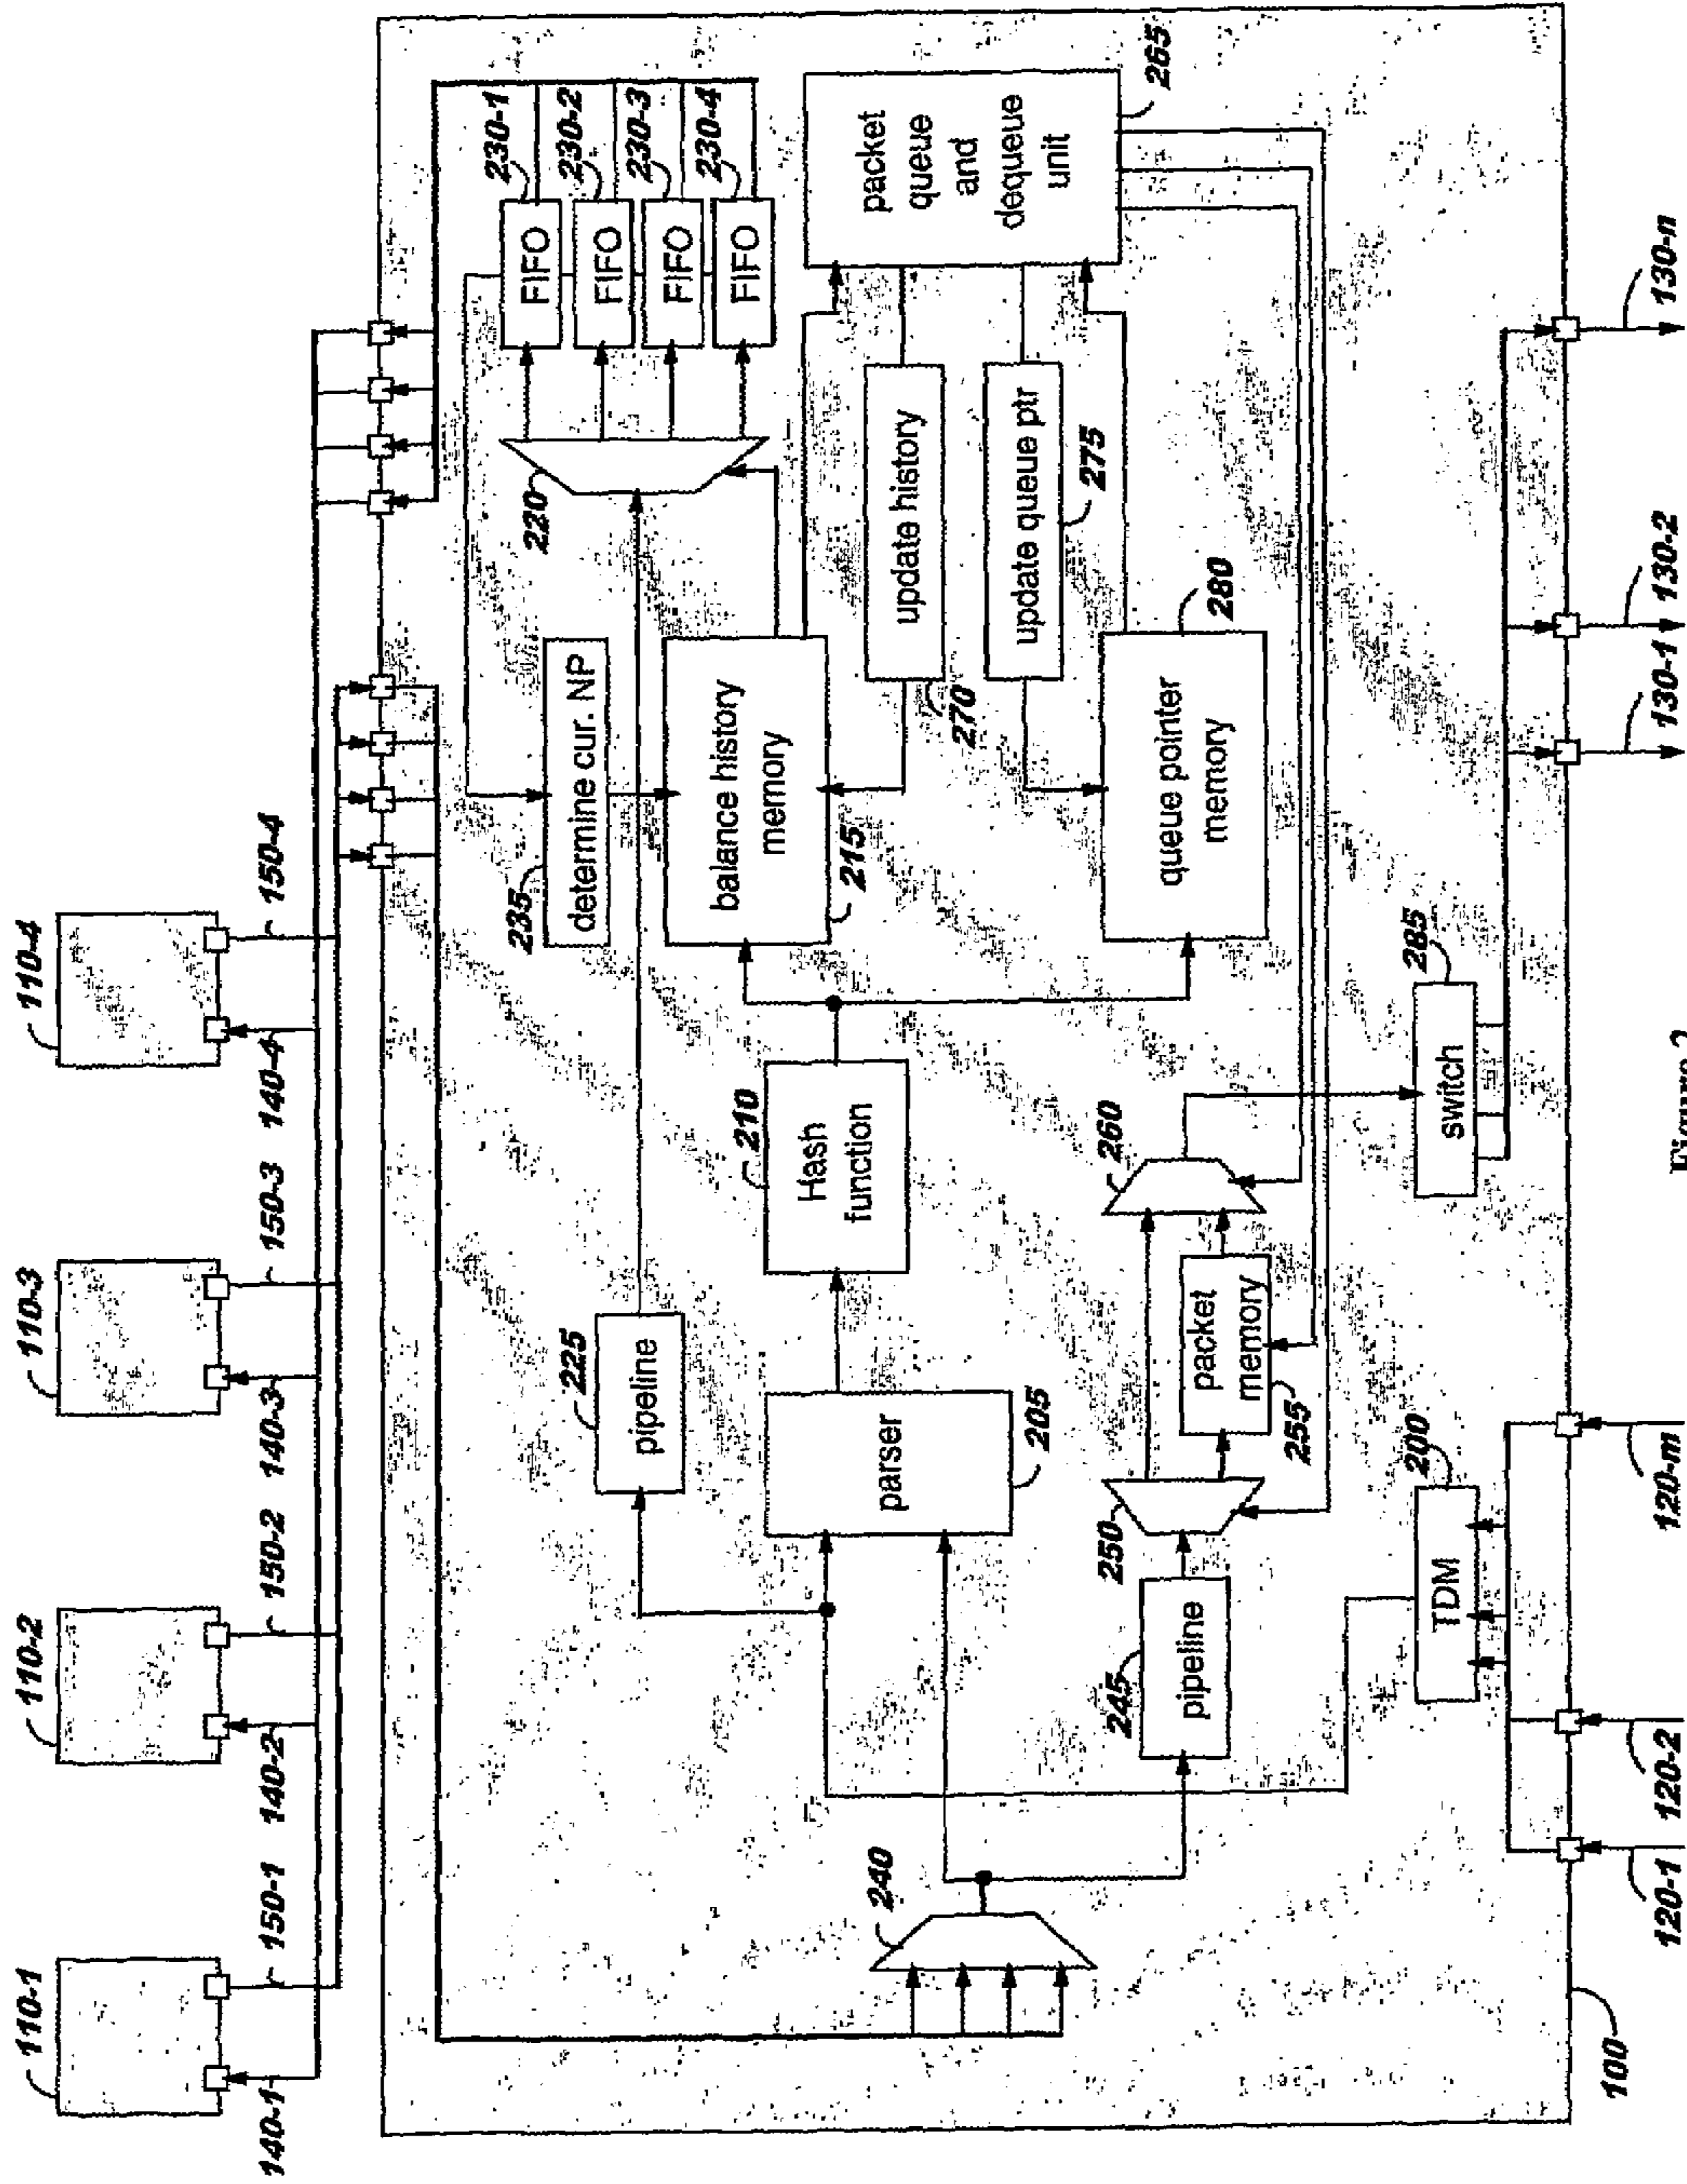 110-1
110-2
110-3
110-4
140-1
150-1
140-2
150-2
140-3
150-3
140-4
150-4
230-1
230-2
230-3
230-4
FIFO
FIFO
FIFO
FIFO
220
235
determine cur. NP
225
pipeline
balance history
memory
215
210
Hash
function
parser
205
240
packet
queue
and
dequeue
unit
265
update history
270
update queue ptr
275
queue pointer
memory
280
245
pipeline
250
packet
memory
255
260
200
TDM
285
switch
100
120-1
120-2
120-m
130-1
130-2
130-n
Figure 2